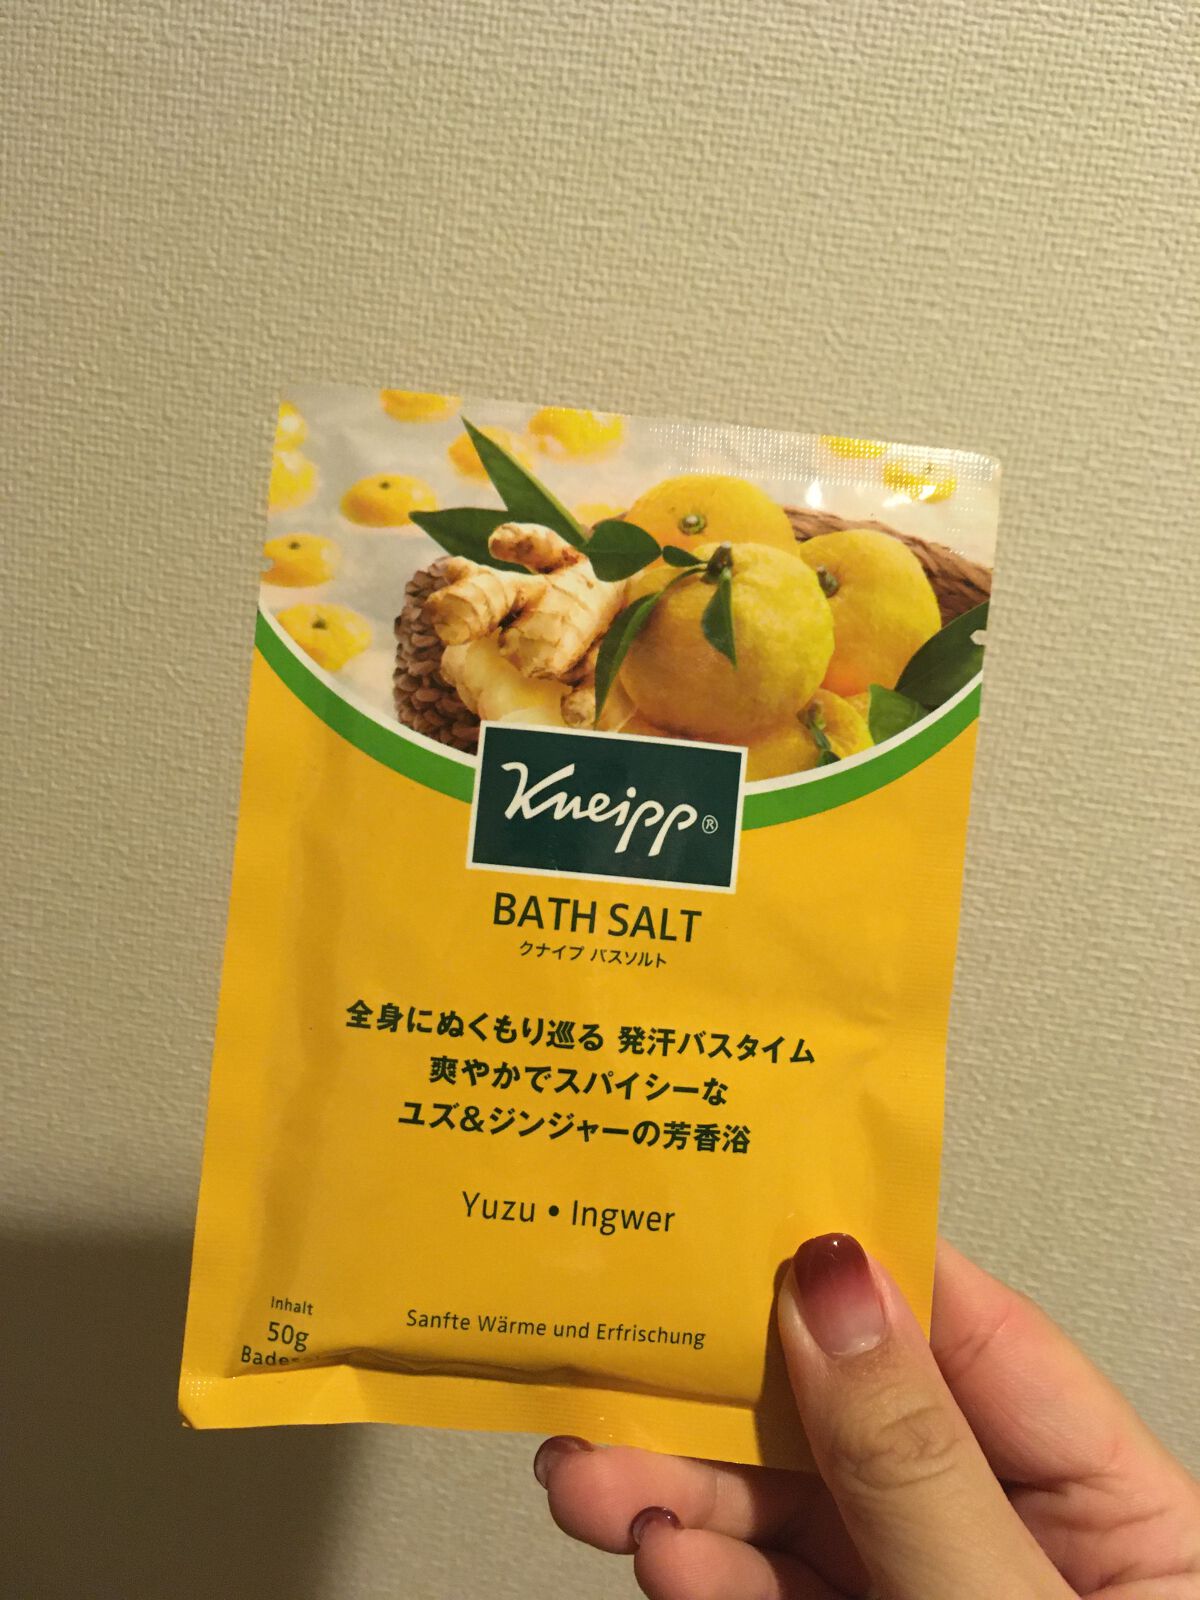 Kneipp®
BATH SALT
クナイプ バスソルト
全身にぬくもり巡る 発汗バスタイム
爽やかでスパイシーな
ユズ&ジンジャーの芳香浴
Yuzu • Ingwer
Sanfte Wärme und Erfrischung
Inhalt
50g